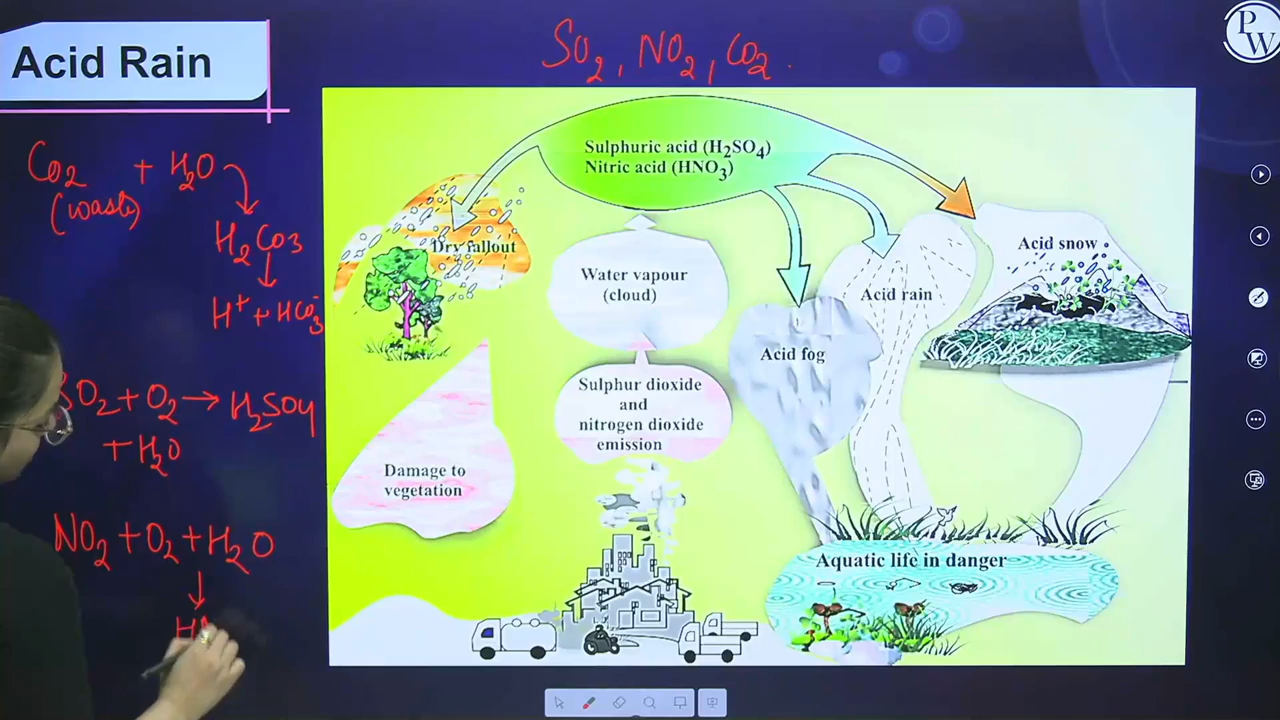 Acid Rain
SO2, NO2, CO2.
PW
CO2 + H2O
(waste)
H2CO3
H+ + HCO3-
SO2 + O2 → H2SO4
+ H2O
NO2 + O2 + H2O
Sulphuric acid (H2SO4)
Nitric acid (HNO3)
Dry fallout
Water vapour
(cloud)
Acid fog
Acid rain
Acid snow
Sulphur dioxide
and
nitrogen dioxide
emission
Damage to
vegetation
Aquatic life in danger